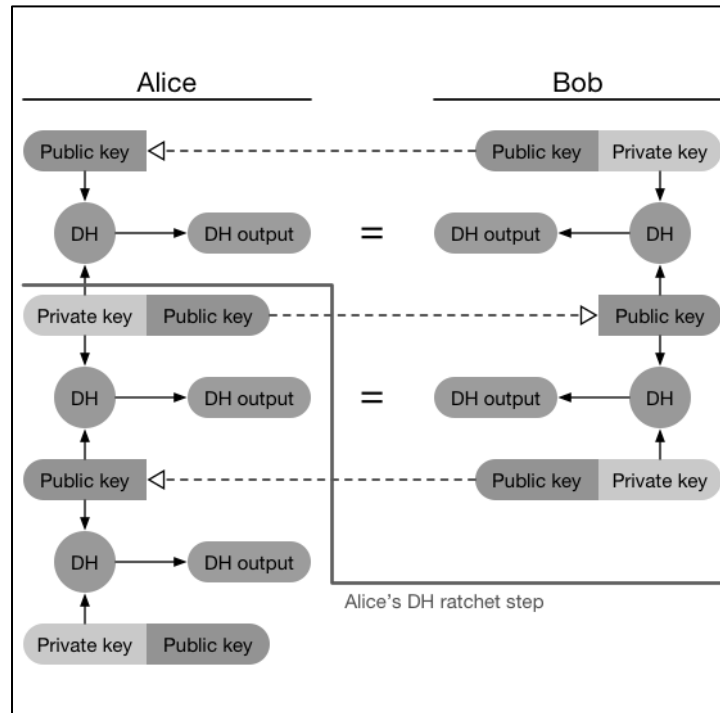 Alice Bob
Public key Public key Private key
DH DH output = DH output DH
Private key Public key Public key
DH DH output = DH output DH
Public key Public key Private key
DH DH output
Alice’s DH ratchet step
Private key Public key